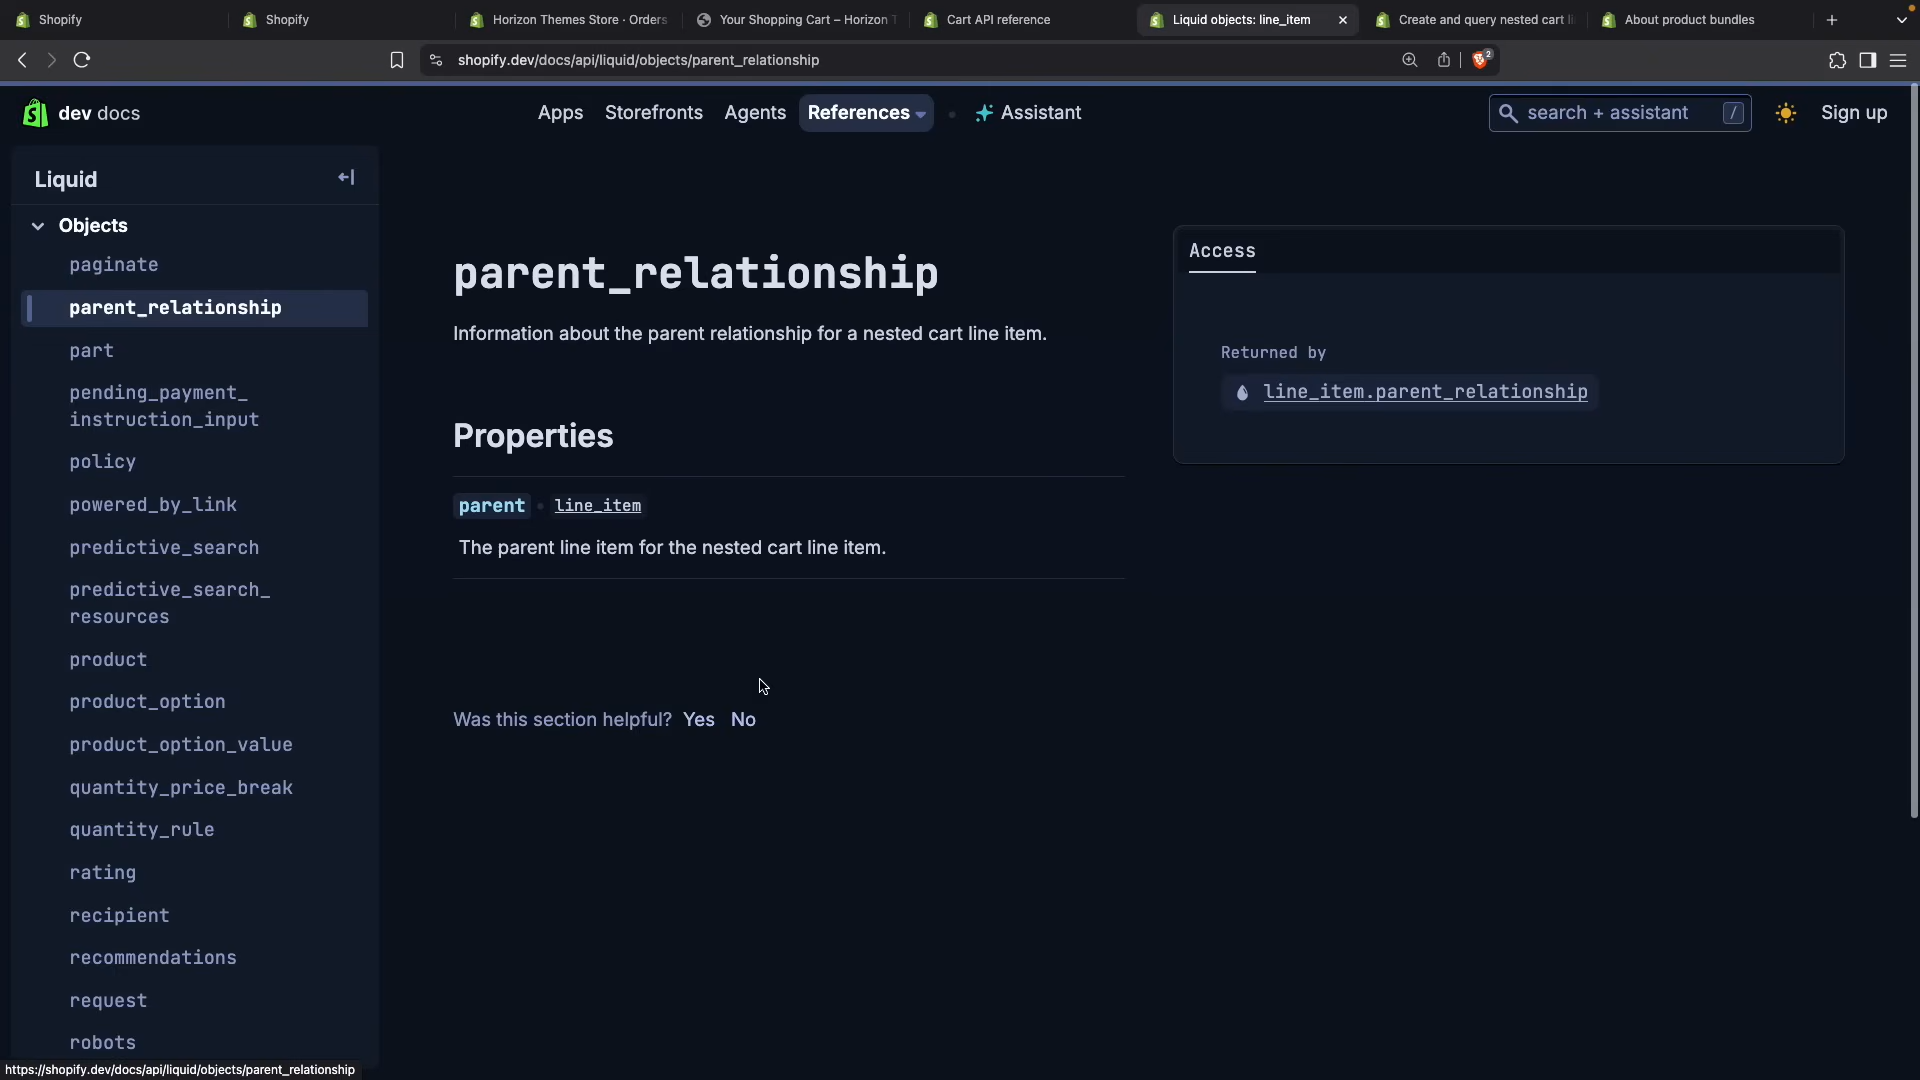 Shopify
Shopify
Horizon Themes Store · Orders
Your Shopping Cart – Horizon T
Cart API reference
Liquid objects: line_item
Create and query nested cart li
About product bundles
shopify.dev/docs/api/liquid/objects/parent_relationship
2
dev docs
Apps
Storefronts
Agents
References
Assistant
search + assistant
/
Sign up
Liquid
Objects
paginate
parent_relationship
part
pending_payment_
instruction_input
policy
powered_by_link
predictive_search
predictive_search_
resources
product
product_option
product_option_value
quantity_price_break
quantity_rule
rating
recipient
recommendations
request
robots
parent_relationship
Information about the parent relationship for a nested cart line item.
Properties
parent
line_item
The parent line item for the nested cart line item.
Was this section helpful? Yes No
Access
Returned by
line_item.parent_relationship
https://shopify.dev/docs/api/liquid/objects/parent_relationship